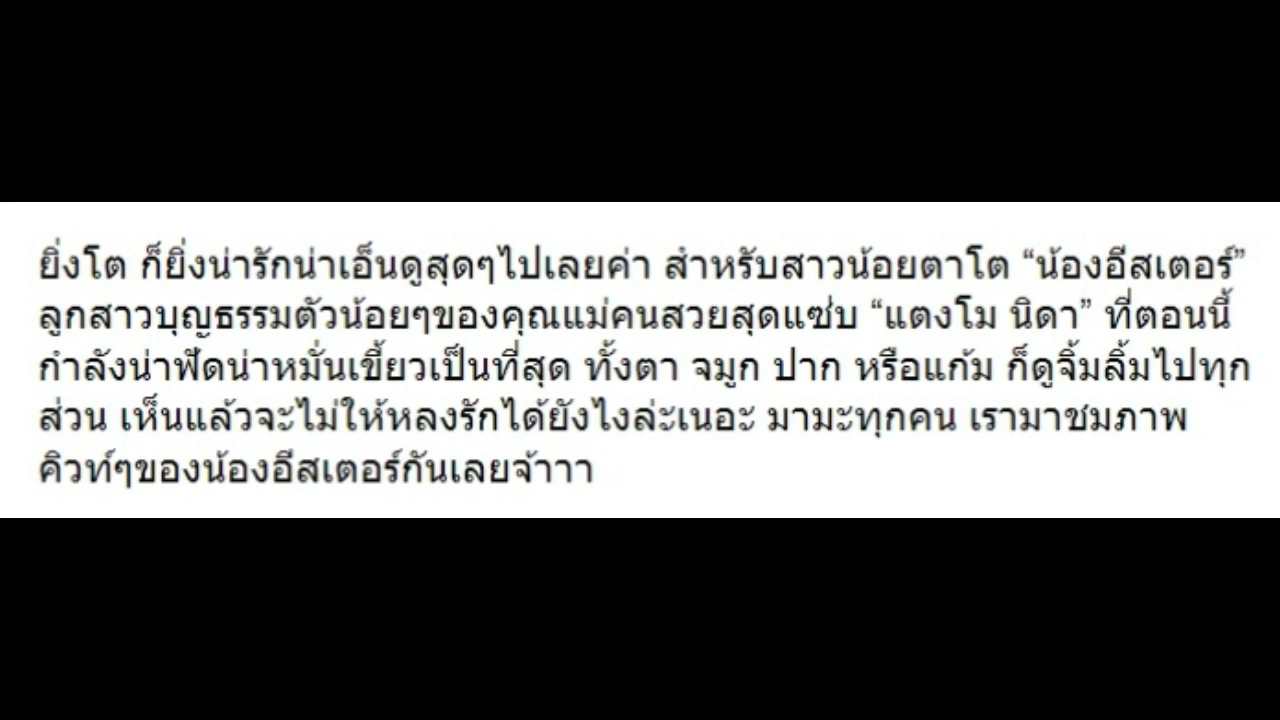 ยิ่งโต ก็ยิ่งน่ารักน่าเอ็นดูสุดๆไปเลยค่า สำหรับสาวน้อยตาโต “น้องอีสเตอร์”
ลูกสาวบุญธรรมตัวน้อยๆของคุณแม่คนสวยสุดแซ่บ “แตงโม นิดา” ที่ตอนนี้
กำลังน่าฟัดน่าหมั่นเขี้ยวเป็นที่สุด ทั้งตา จมูก ปาก หรือแก้ม ก็ดูจิ้มลิ้มไปทุก
ส่วน เห็นแล้วจะไม่ให้หลงรักได้ยังไงล่ะเนอะ มามะทุกคน เรามาชมภาพ
คิวท์ๆของน้องอีสเตอร์กันเลยจ้าาา